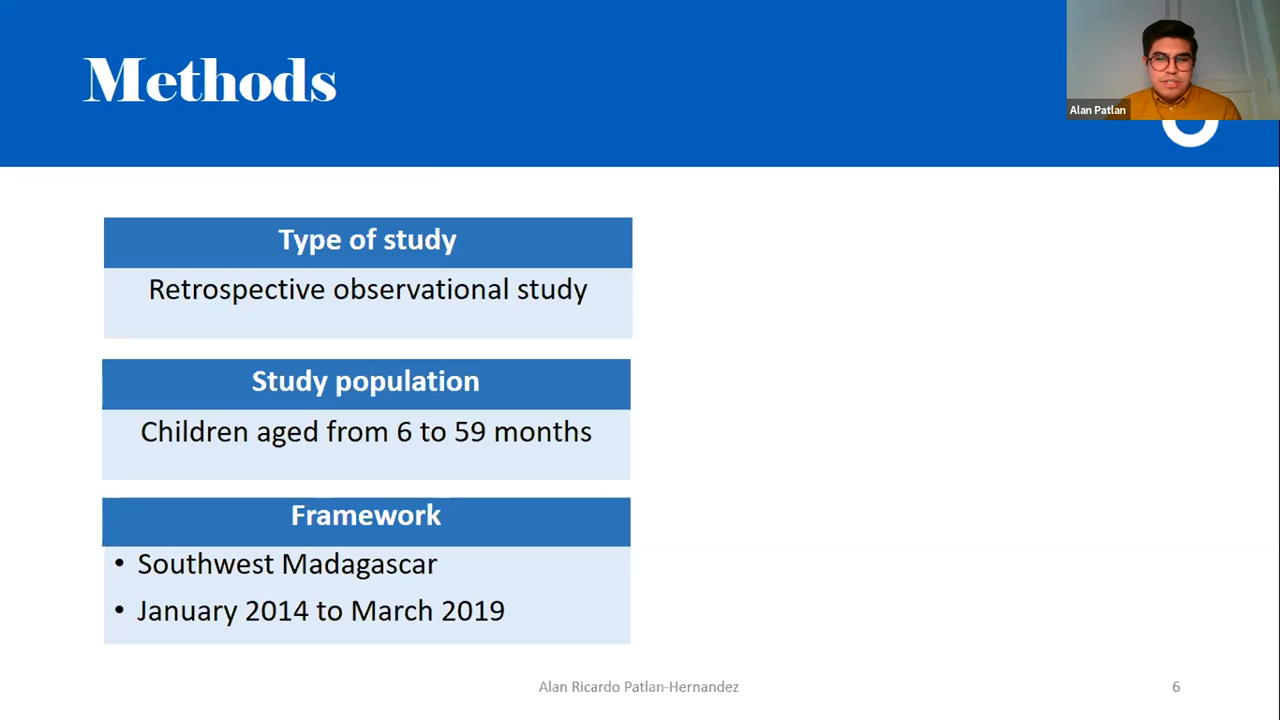 Methods
Alan Patlan
Type of study
Retrospective observational study
Study population
Children aged from 6 to 59 months
Framework
• Southwest Madagascar
• January 2014 to March 2019
Alan Ricardo Patlan-Hernandez
6